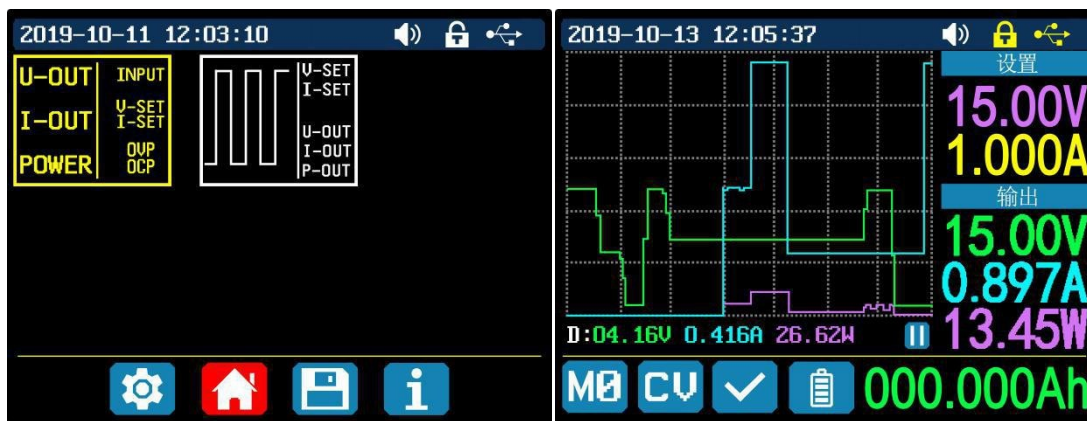 2019-10-11 12:03:10
U-OUT
I-OUT
POWER
INPUT
V-SET
I-SET
OVP
OCP
V-SET
I-SET
U-OUT
I-OUT
P-OUT
i
2019-10-13 12:05:37
设置
15.00V
1.000A
输出
15.00V
0.897A
13.45W
D:04.16V 0.416A 26.62W
M0 CV 000.000Ah